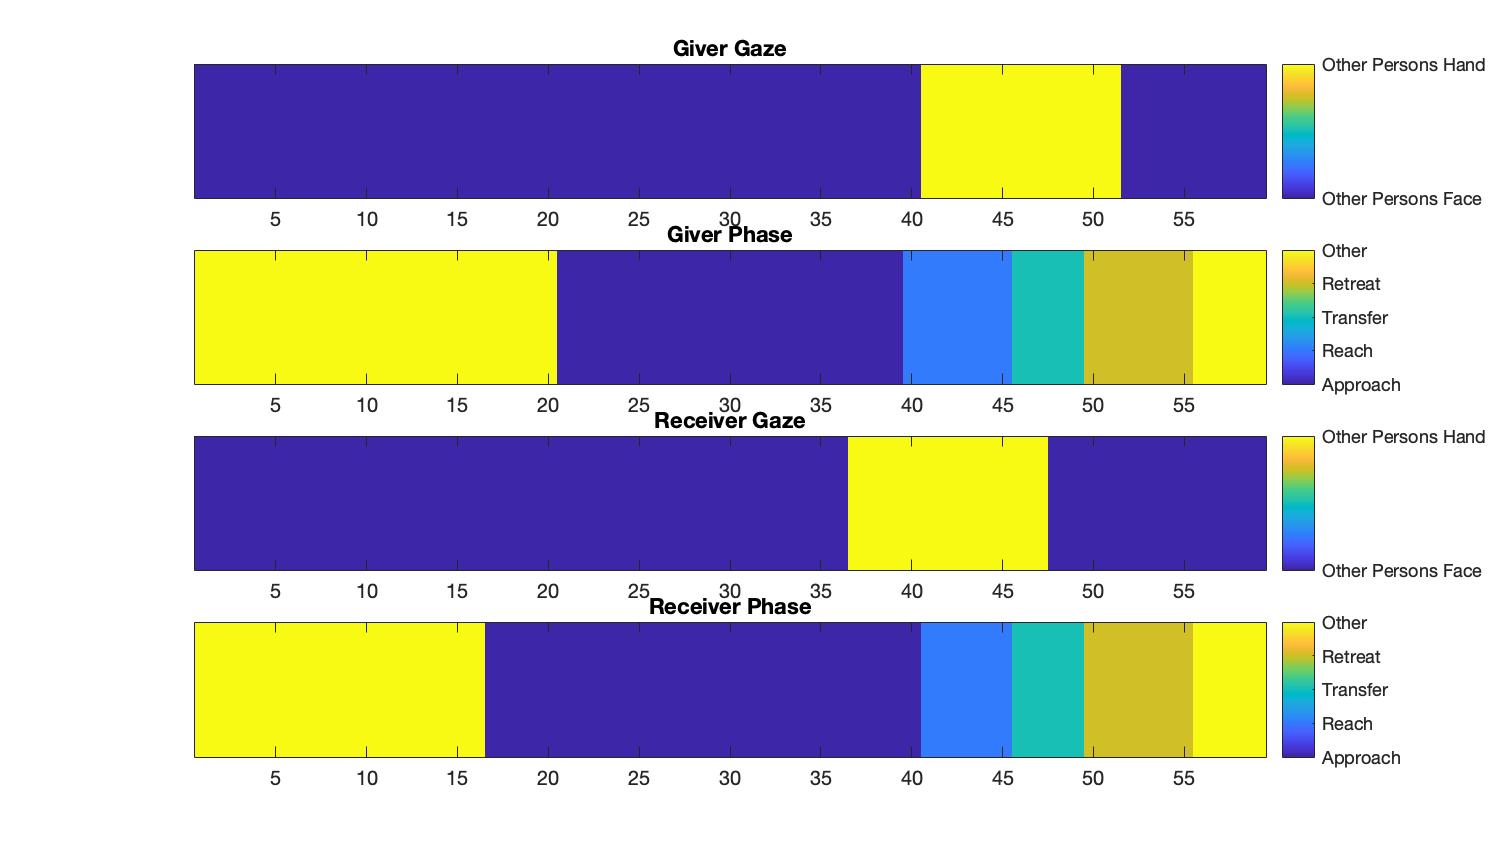 Giver Gaze
Other Persons Hand
Other Persons Face
5 10 15 20 25 30 35 40 45 50 55
Giver Phase
Other
Retreat
Transfer
Reach
Approach
5 10 15 20 25 30 35 40 45 50 55
Receiver Gaze
Other Persons Hand
Other Persons Face
5 10 15 20 25 30 35 40 45 50 55
Receiver Phase
Other
Retreat
Transfer
Reach
Approach
5 10 15 20 25 30 35 40 45 50 55